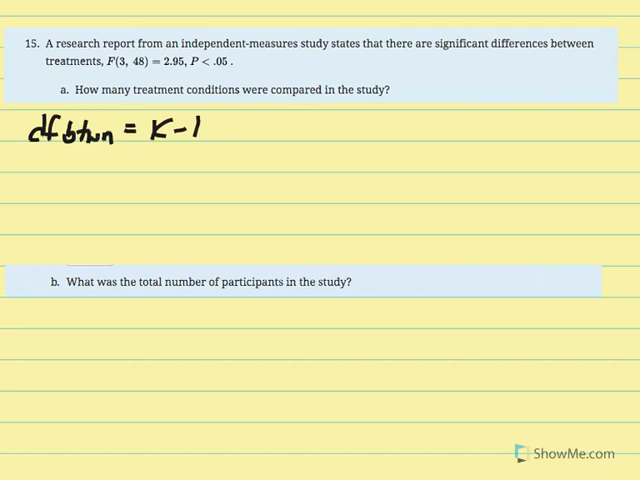 15. A research report from an independent-measures study states that there are significant differences between
treatments, F(3, 48) = 2.95, P < .05 .
a. How many treatment conditions were compared in the study?
df btwn = K - 1
b. What was the total number of participants in the study?
ShowMe.com